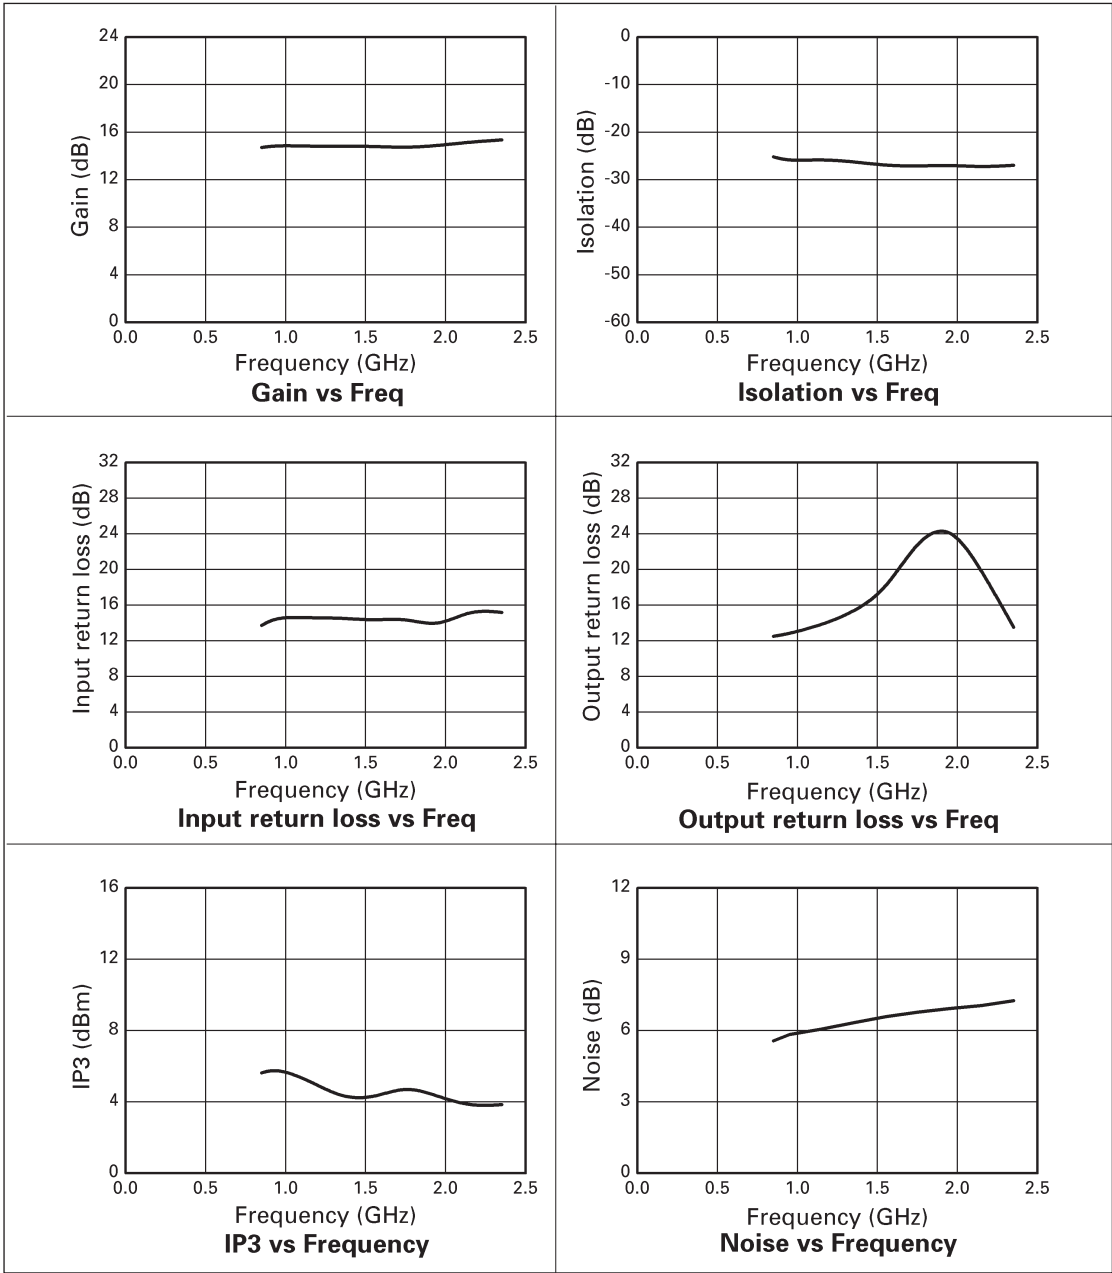 24
20
16
12
8
4
0
Gain (dB)
0.0 0.5 1.0 1.5 2.0 2.5
Frequency (GHz)
Gain vs Freq
0
-10
-20
-30
-40
-50
-60
Isolation (dB)
0.0 0.5 1.0 1.5 2.0 2.5
Frequency (GHz)
Isolation vs Freq
32
28
24
20
16
12
8
4
0
Input return loss (dB)
0.0 0.5 1.0 1.5 2.0 2.5
Frequency (GHz)
Input return loss vs Freq
32
28
24
20
16
12
8
4
0
Output return loss (dB)
0.0 0.5 1.0 1.5 2.0 2.5
Frequency (GHz)
Output return loss vs Freq
16
12
8
4
0
IP3 (dBm)
0.0 0.5 1.0 1.5 2.0 2.5
Frequency (GHz)
IP3 vs Frequency
12
9
6
3
0
Noise (dB)
0.0 0.5 1.0 1.5 2.0 2.5
Frequency (GHz)
Noise vs Frequency